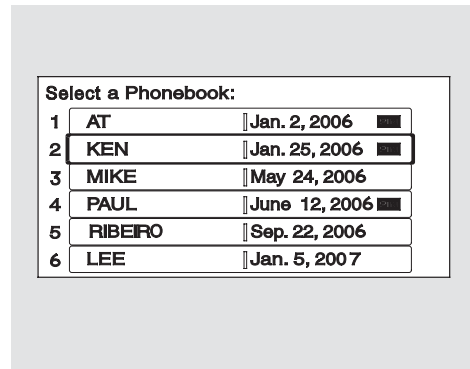 Select a Phonebook:
1 AT Jan. 2, 2006
2 KEN Jan. 25, 2006
3 MIKE May 24, 2006
4 PAUL June 12, 2006
5 RIBEIRO Sep. 22, 2006
6 LEE Jan. 5, 2007